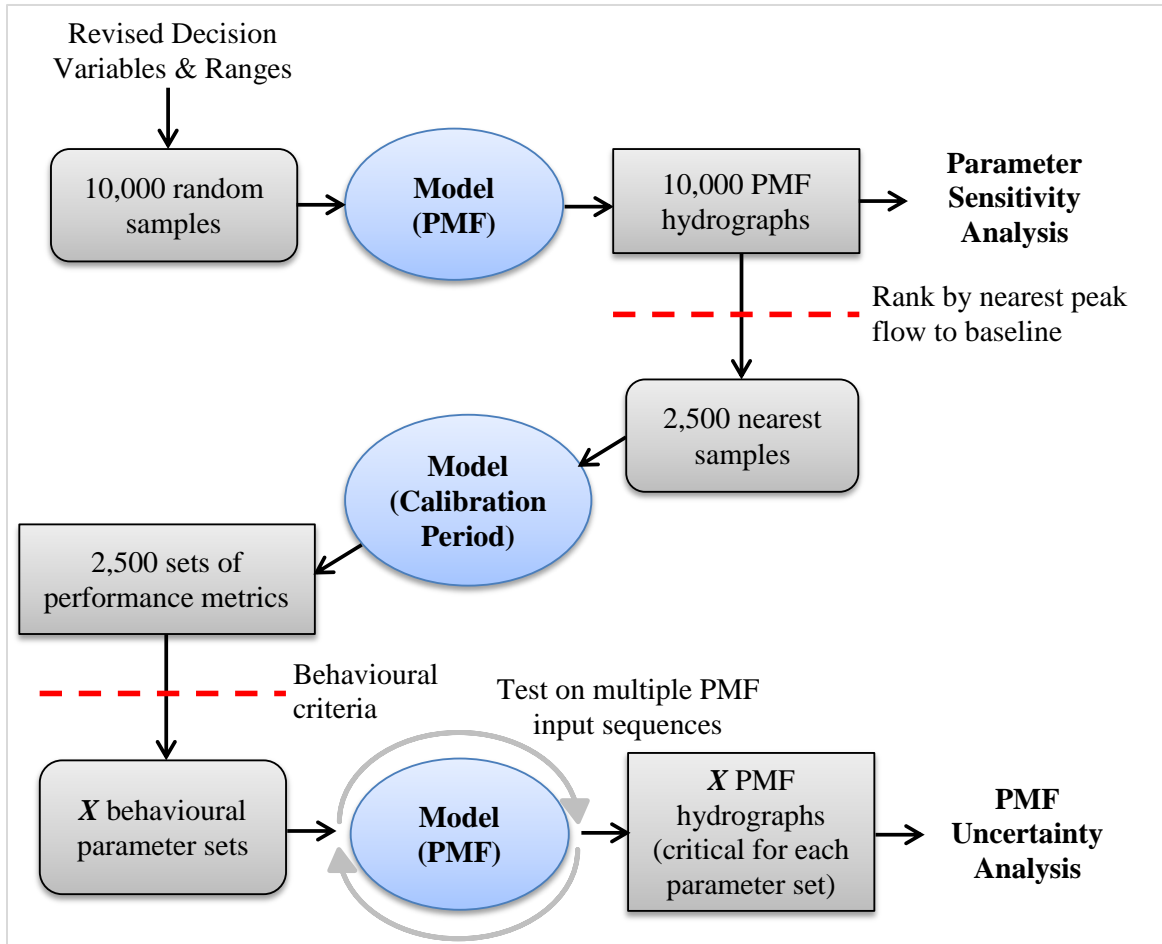 Revised Decision
Variables & Ranges
10,000 random
samples
Model
(PMF)
10,000 PMF
hydrographs
Parameter
Sensitivity
Analysis
Rank by nearest peak
flow to baseline
2,500 nearest
samples
Model
(Calibration
Period)
2,500 sets of
performance metrics
Behavioural
criteria
Test on multiple PMF
input sequences
X behavioural
parameter sets
Model
(PMF)
X PMF
hydrographs
(critical for each
parameter set)
PMF
Uncertainty
Analysis